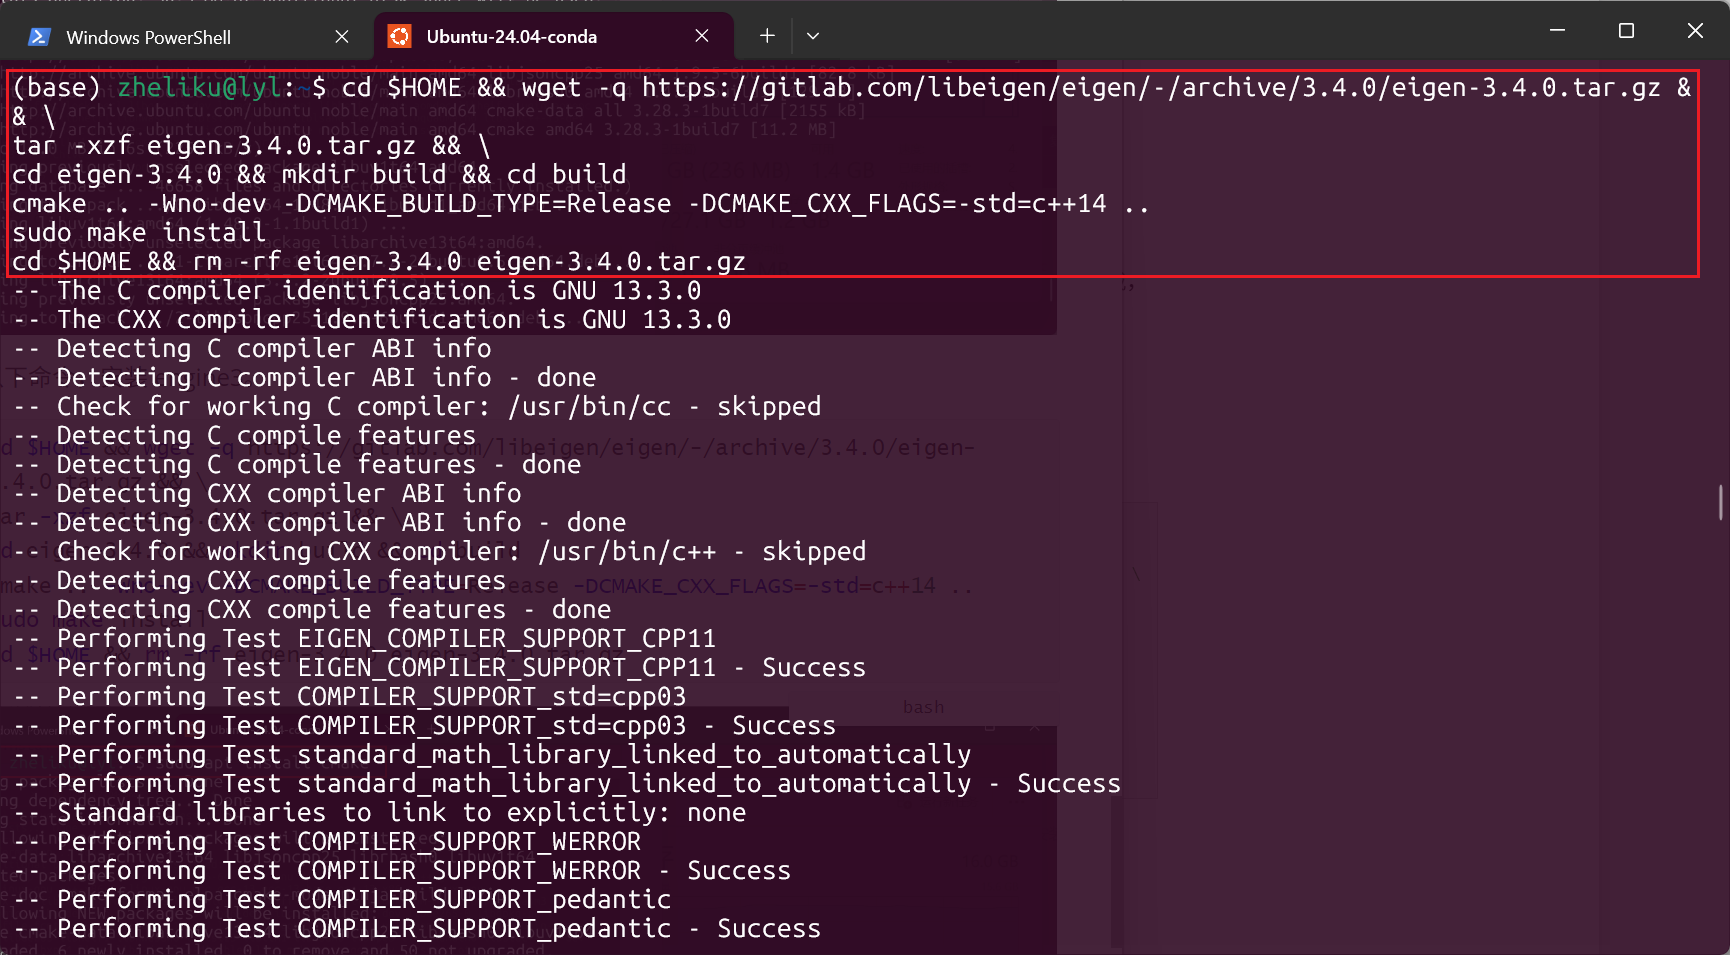 Windows PowerShell
Ubuntu-24.04-conda
(base) zheliku@lyl:~$ cd $HOME && wget -q https://gitlab.com/libeigen/eigen/-/archive/3.4.0/eigen-3.4.0.tar.gz &
& \
tar -xzf eigen-3.4.0.tar.gz && \
cd eigen-3.4.0 && mkdir build && cd build
cmake .. -Wno-dev -DCMAKE_BUILD_TYPE=Release -DCMAKE_CXX_FLAGS=-std=c++14 ..
sudo make install
cd $HOME && rm -rf eigen-3.4.0 eigen-3.4.0.tar.gz
-- The C compiler identification is GNU 13.3.0
-- The CXX compiler identification is GNU 13.3.0
-- Detecting C compiler ABI info
-- Detecting C compiler ABI info - done
-- Check for working C compiler: /usr/bin/cc - skipped
-- Detecting C compile features
-- Detecting C compile features - done
-- Detecting CXX compiler ABI info
-- Detecting CXX compiler ABI info - done
-- Check for working CXX compiler: /usr/bin/c++ - skipped
-- Detecting CXX compile features
-- Detecting CXX compile features - done
-- Performing Test EIGEN_COMPILER_SUPPORT_CPP11
-- Performing Test EIGEN_COMPILER_SUPPORT_CPP11 - Success
-- Performing Test COMPILER_SUPPORT_std=cpp03
-- Performing Test COMPILER_SUPPORT_std=cpp03 - Success
-- Performing Test standard_math_library_linked_to_automatically
-- Performing Test standard_math_library_linked_to_automatically - Success
-- Standard libraries to link to explicitly: none
-- Performing Test COMPILER_SUPPORT_WERROR
-- Performing Test COMPILER_SUPPORT_WERROR - Success
-- Performing Test COMPILER_SUPPORT_pedantic
-- Performing Test COMPILER_SUPPORT_pedantic - Success
bash